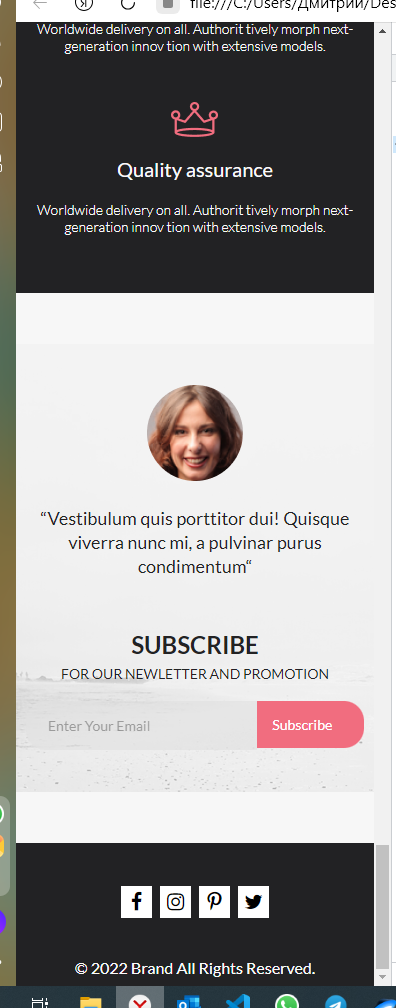 file:///C:/Users/Дмитрий/Des
Worldwide delivery on all. Authorit tively morph next-
generation innov tion with extensive models.
Quality assurance
Worldwide delivery on all. Authorit tively morph next-
generation innov tion with extensive models.
“Vestibulum quis porttitor dui! Quisque
viverra nunc mi, a pulvinar purus
condimentum“
SUBSCRIBE
FOR OUR NEWLETTER AND PROMOTION
Enter Your Email
Subscribe
© 2022 Brand All Rights Reserved.